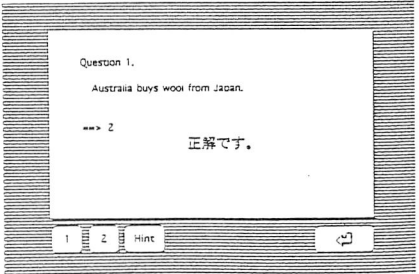 Question 1.
Australia buys wool from Japan.
==> 2
正解です。
1 2 Hint